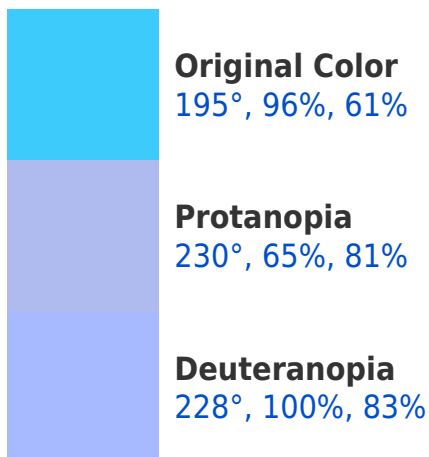 Original Color
195°, 96%, 61%
Protanopia
230°, 65%, 81%
Deuteranopia
228°, 100%, 83%